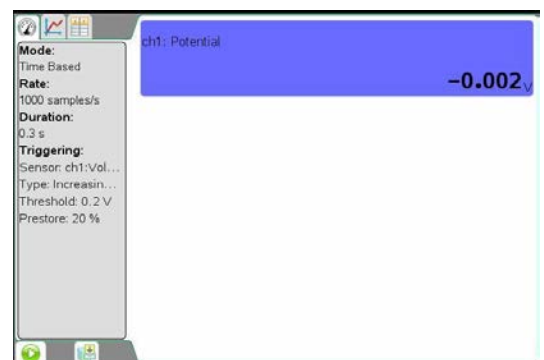 Mode:
Time Based
Rate:
1000 samples/s
Duration:
0.3 s
Triggering:
Sensor: ch1:Vol...
Type: Increasin...
Threshold: 0.2 V
Prestore: 20 %
ch1: Potential
-0.002 V